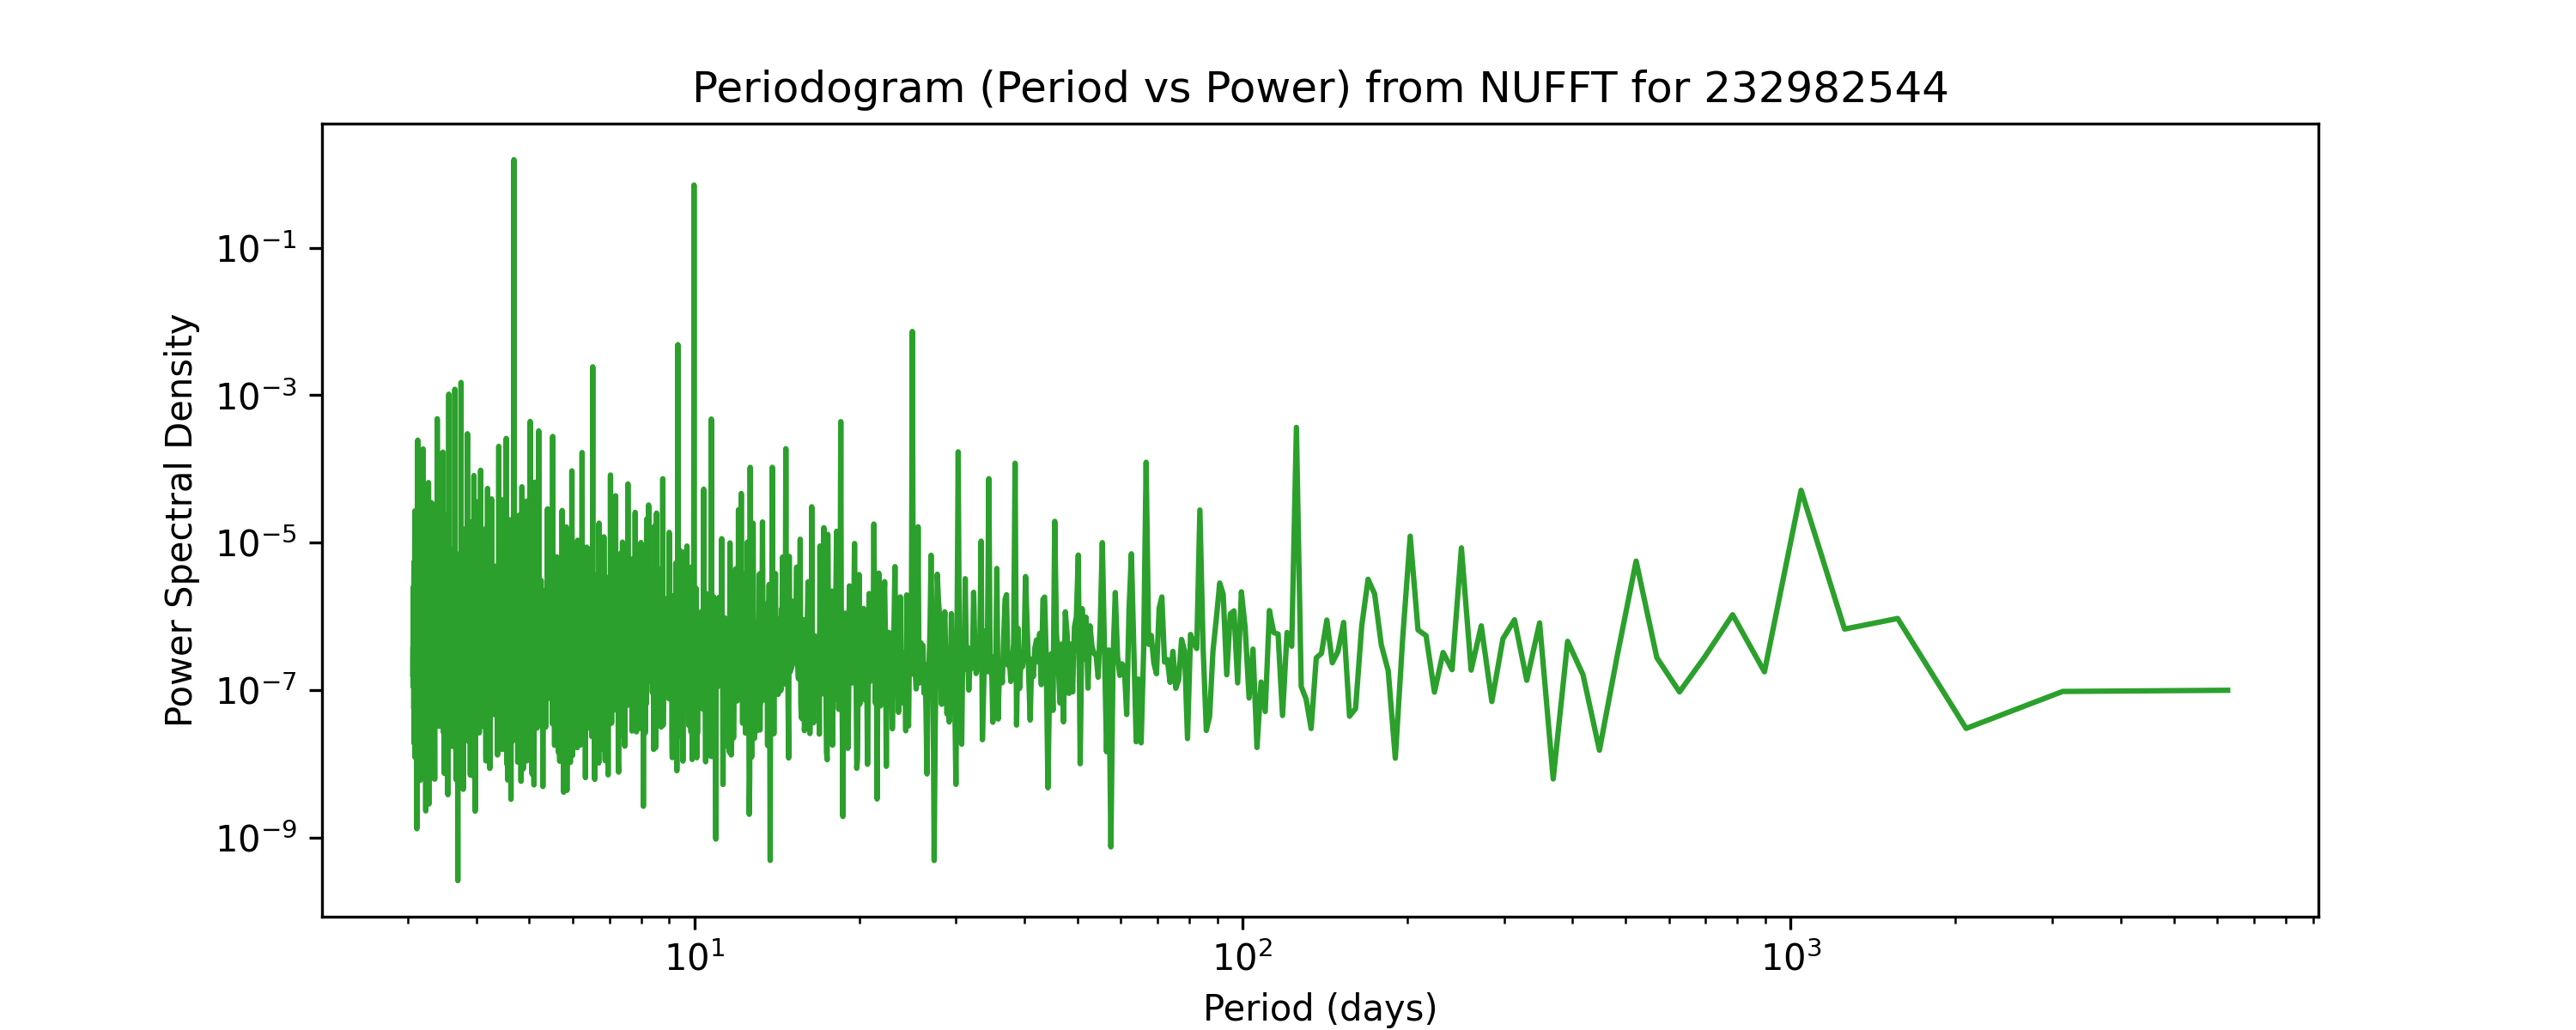 Periodogram (Period vs Power) from NUFFT for 232982544
Power Spectral Density
10⁻¹
10⁻³
10⁻⁵
10⁻⁷
10⁻⁹
10¹ 10² 10³
Period (days)